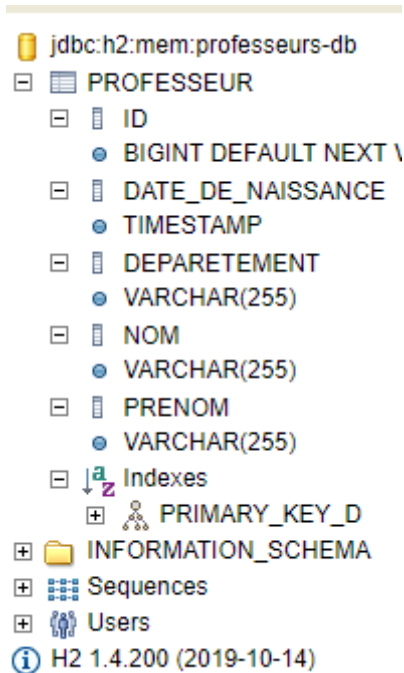 jdbc:h2:mem:professeurs-db
PROFESSEUR
ID
BIGINT DEFAULT NEXT
DATE_DE_NAISSANCE
TIMESTAMP
DEPARETEMENT
VARCHAR(255)
NOM
VARCHAR(255)
PRENOM
VARCHAR(255)
Indexes
PRIMARY_KEY_D
INFORMATION_SCHEMA
Sequences
Users
H2 1.4.200 (2019-10-14)